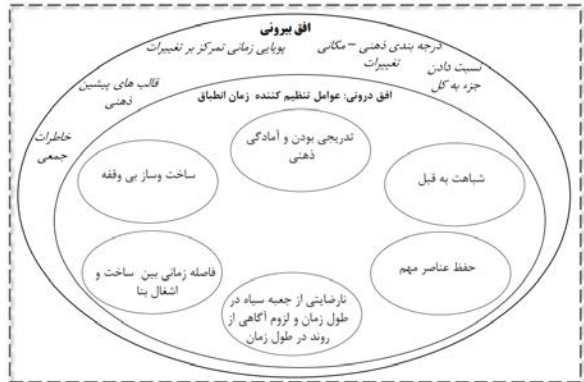 افق بیرونی
درجه بندی ذهنی – مکانی
تغییرات
پویایی زمانی تمرکز بر تغییرات
نسبت دادن
جزء به کل
قالب های پیشین
ذهنی
خاطرات
جمعی
افق درونی: عوامل تنظیم کننده زمان انطباق
تدریجی بودن و آمادگی
ذهنی
شباهت به قبل
ساخت وساز بی وقفه
حفظ عناصر مهم
فاصله زمانی بین ساخت و
اشغال بنا
نارضایتی از جعبه سیاه در
طول زمان و لزوم آگاهی از
روند در طول زمان